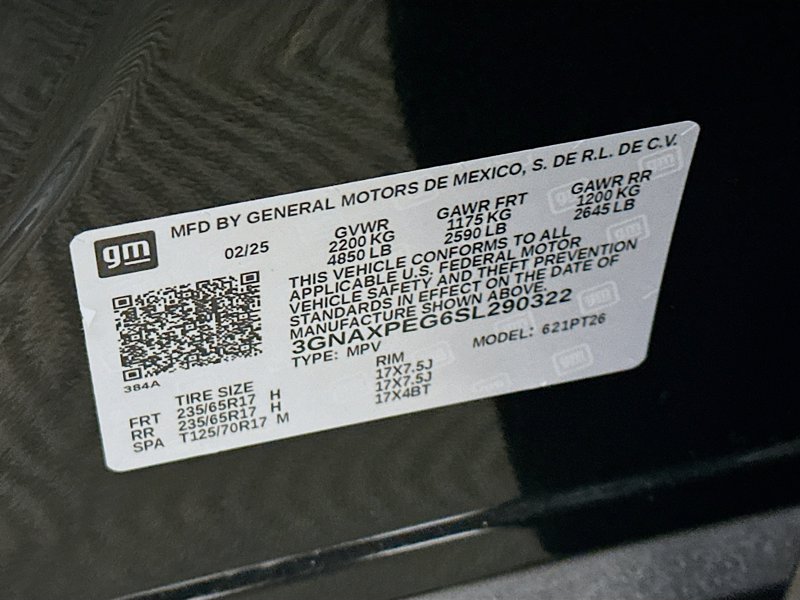 MFD BY GENERAL MOTORS DE MEXICO, S. DE R.L. DE C.V.
gm
02/25
GVWR
2200 KG
4850 LB
GAWR FRT
1175 KG
2590 LB
GAWR RR
1200 KG
2645 LB
THIS VEHICLE CONFORMS TO ALL
APPLICABLE U.S. FEDERAL MOTOR
VEHICLE SAFETY AND THEFT PREVENTION
STANDARDS IN EFFECT ON THE DATE OF
MANUFACTURE SHOWN ABOVE.
3GNAXPEG6SL290322
TYPE: MPV MODEL: 621PT26
384A
TIRE SIZE RIM
FRT 235/65R17 H 17X7.5J
RR 235/65R17 H 17X7.5J
SPA T125/70R17 M 17X4BT